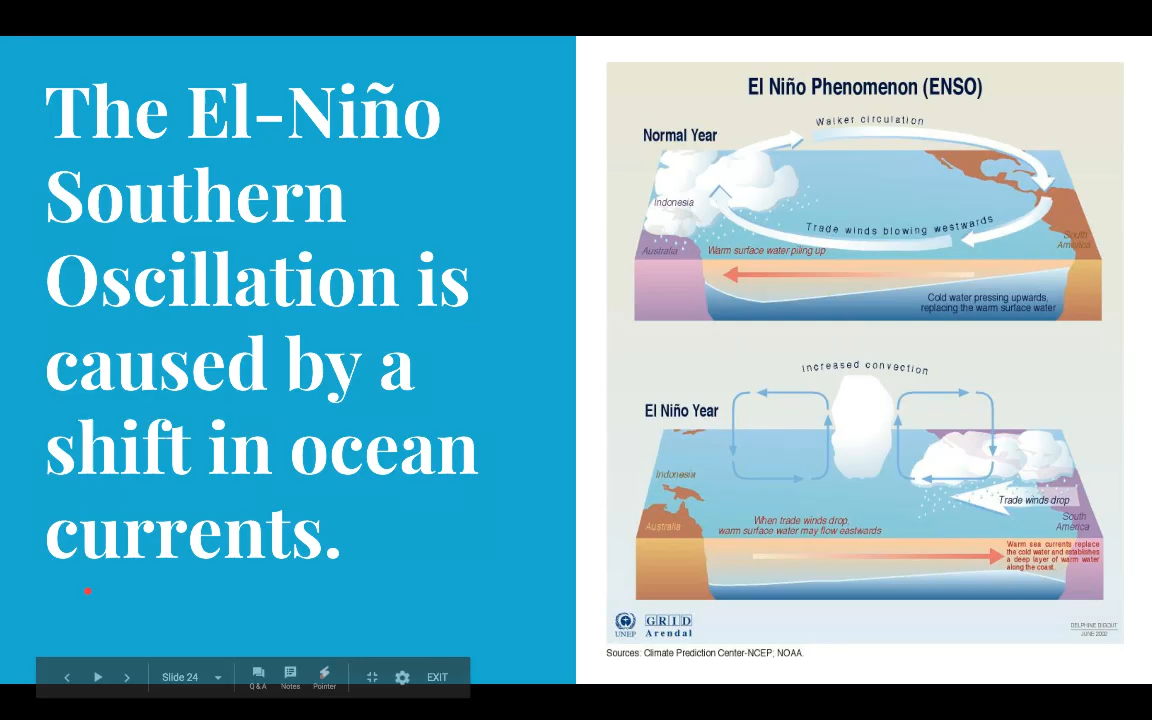 The El-Niño
Southern
Oscillation is
caused by a
shift in ocean
currents.
El Niño Phenomenon (ENSO)
Normal Year
Walker circulation
Indonesia
Trade winds blowing westwards
Australia
Warm surface water piling up
South
America
Cold water pressing upwards,
replacing the warm surface water
Increased convection
El Niño Year
Indonesia
Trade winds drop
Australia
South
America
When trade winds drop,
warm surface water may flow eastwards
Warm sea currents replace
the cold water and establishes
a deep layer of warm water
along the coast.
UNEP
GRID
Arendal
DELPHINE DIGOUT
JUNE 2002
Sources: Climate Prediction Center-NCEP; NOAA.
Slide 24
Q & A
Notes
Pointer
EXIT